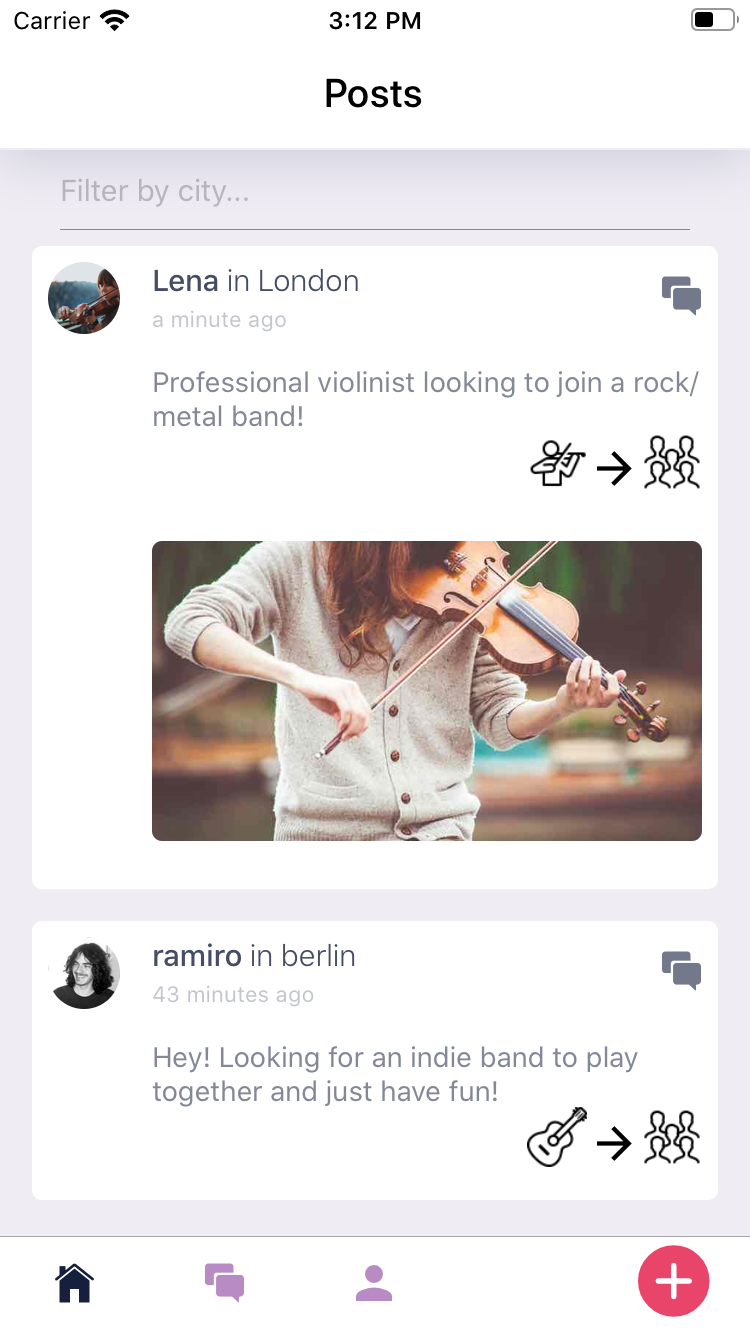 Carrier 3:12 PM
Posts
Filter by city...
Lena in London
a minute ago
Professional violinist looking to join a rock/
metal band!
ramiro in berlin
43 minutes ago
Hey! Looking for an indie band to play
together and just have fun!